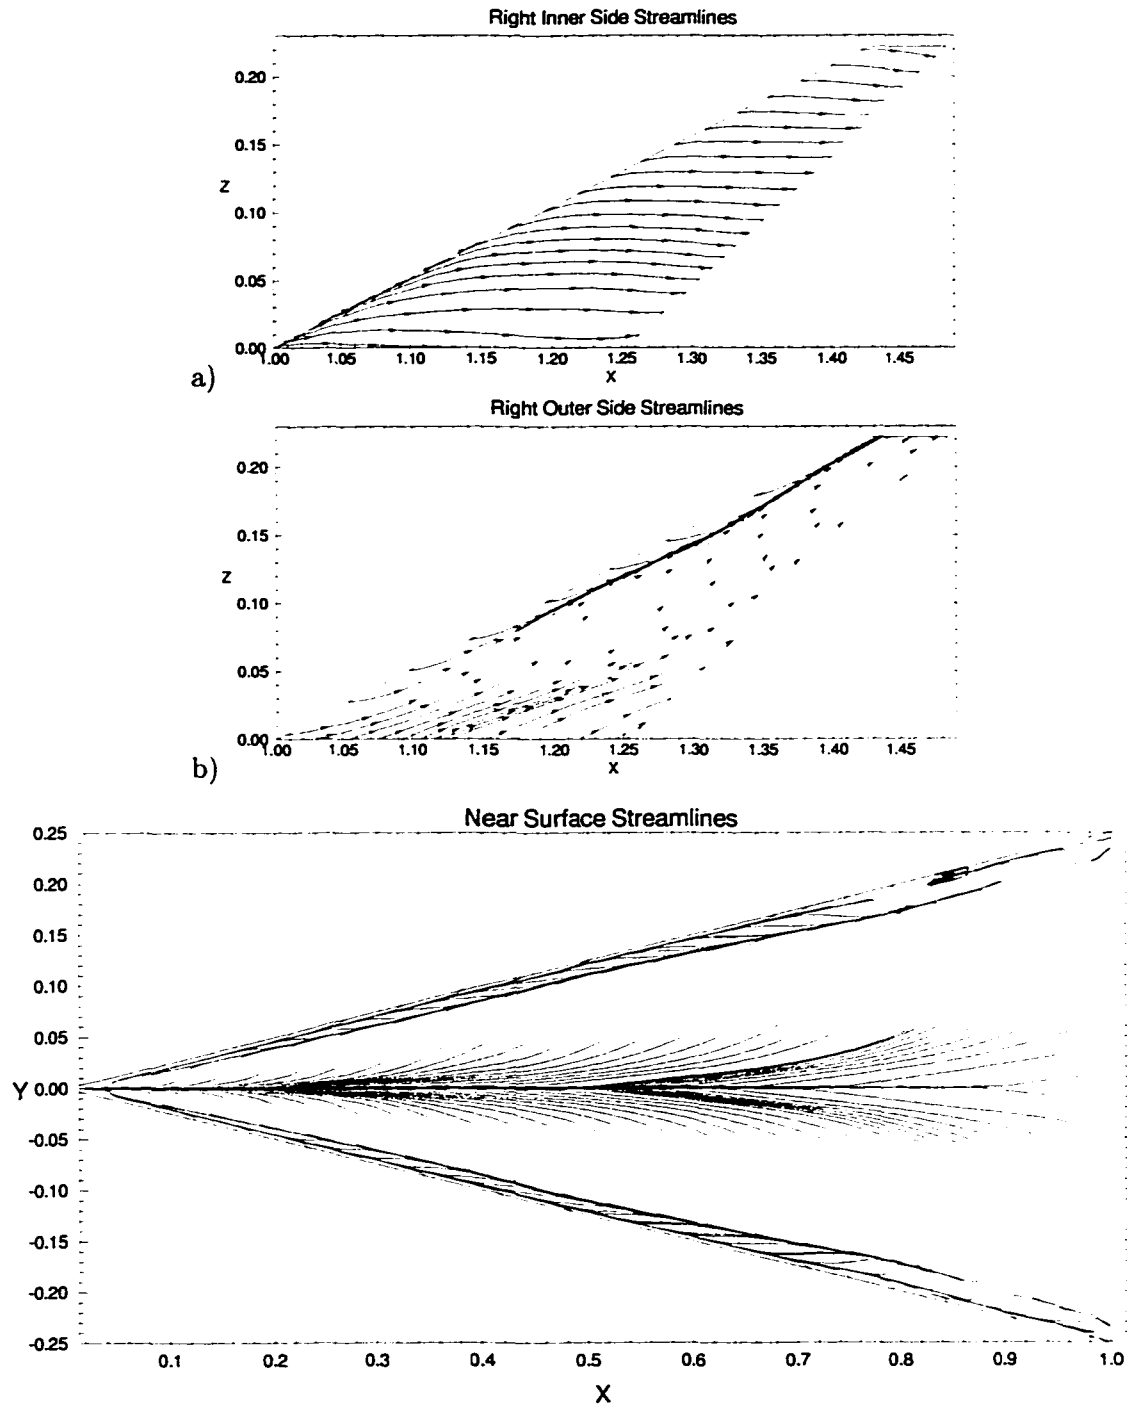 Right Inner Side Streamlines
0.20
0.15
z
0.10
0.05
0.00
1.00 1.05 1.10 1.15 1.20 1.25 1.30 1.35 1.40 1.45
x
a)
Right Outer Side Streamlines
0.20
0.15
z
0.10
0.05
0.00
1.00 1.05 1.10 1.15 1.20 1.25 1.30 1.35 1.40 1.45
x
b)
Near Surface Streamlines
0.25
0.20
0.15
0.10
0.05
Y 0.00
-0.05
-0.10
-0.15
-0.20
-0.25
0.1 0.2 0.3 0.4 0.5 0.6 0.7 0.8 0.9 1.0
X